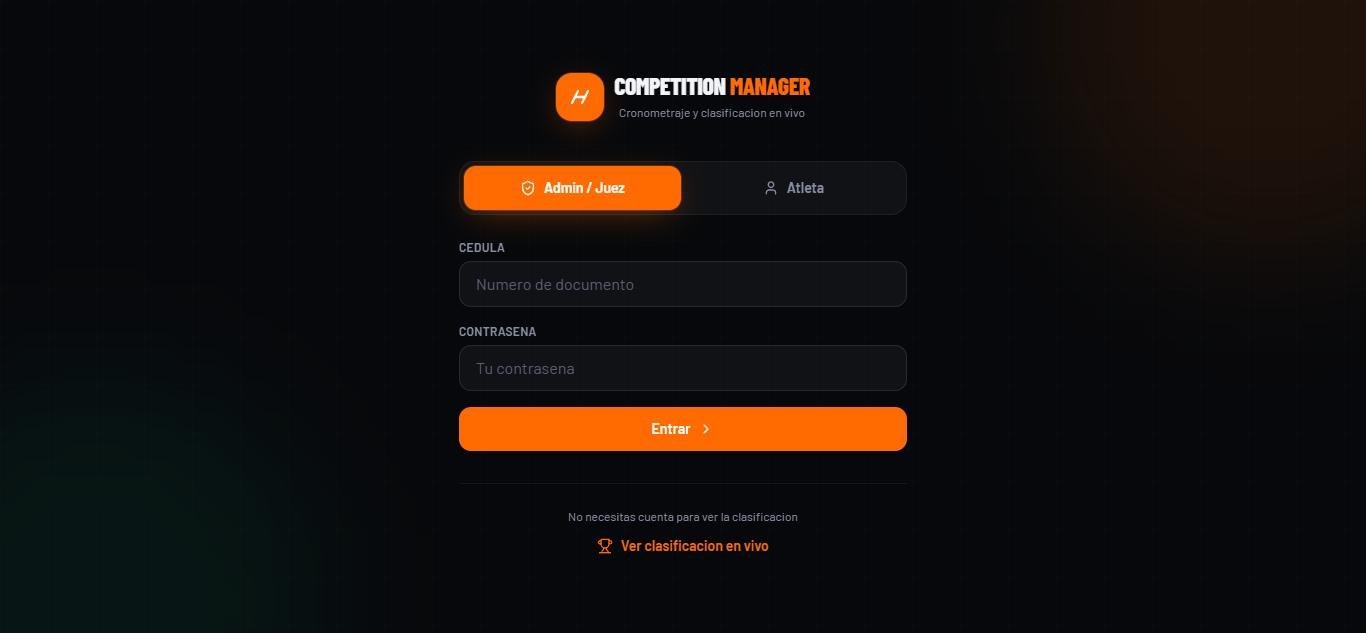 COMPETITION MANAGER
Cronometraje y clasificacion en vivo
Admin / Juez
Atleta
CEDULA
Numero de documento
CONTRASENA
Tu contrasena
Entrar
No necesitas cuenta para ver la clasificacion
Ver clasificacion en vivo